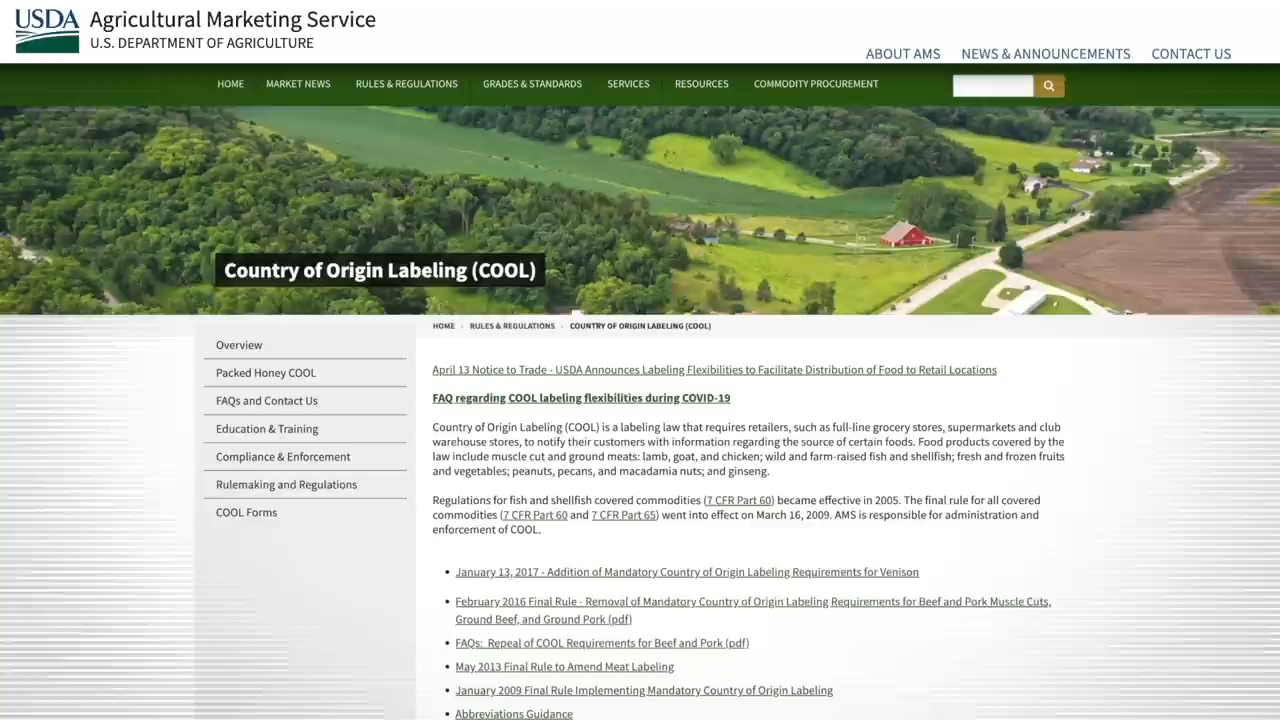 USDA
Agricultural Marketing Service
U.S. DEPARTMENT OF AGRICULTURE
ABOUT AMS NEWS & ANNOUNCEMENTS CONTACT US
HOME MARKET NEWS RULES & REGULATIONS GRADES & STANDARDS SERVICES RESOURCES COMMODITY PROCUREMENT
Country of Origin Labeling (COOL)
HOME RULES & REGULATIONS COUNTRY OF ORIGIN LABELING (COOL)
Overview
Packed Honey COOL
FAQs and Contact Us
Education & Training
Compliance & Enforcement
Rulemaking and Regulations
COOL Forms
April 13 Notice to Trade - USDA Announces Labeling Flexibilities to Facilitate Distribution of Food to Retail Locations
FAQ regarding COOL labeling flexibilities during COVID-19
Country of Origin Labeling (COOL) is a labeling law that requires retailers, such as full-line grocery stores, supermarkets and club
warehouse stores, to notify their customers with information regarding the source of certain foods. Food products covered by the
law include muscle cut and ground meats: lamb, goat, and chicken; wild and farm-raised fish and shellfish; fresh and frozen fruits
and vegetables; peanuts, pecans, and macadamia nuts; and ginseng.
Regulations for fish and shellfish covered commodities (7 CFR Part 60) became effective in 2005. The final rule for all covered
commodities (7 CFR Part 60 and 7 CFR Part 65) went into effect on March 16, 2009. AMS is responsible for administration and
enforcement of COOL.
• January 13, 2017 - Addition of Mandatory Country of Origin Labeling Requirements for Venison
• February 2016 Final Rule - Removal of Mandatory Country of Origin Labeling Requirements for Beef and Pork Muscle Cuts,
Ground Beef, and Ground Pork (pdf)
• FAQs: Repeal of COOL Requirements for Beef and Pork (pdf)
• May 2013 Final Rule to Amend Meat Labeling
• January 2009 Final Rule Implementing Mandatory Country of Origin Labeling
• Abbreviations Guidance